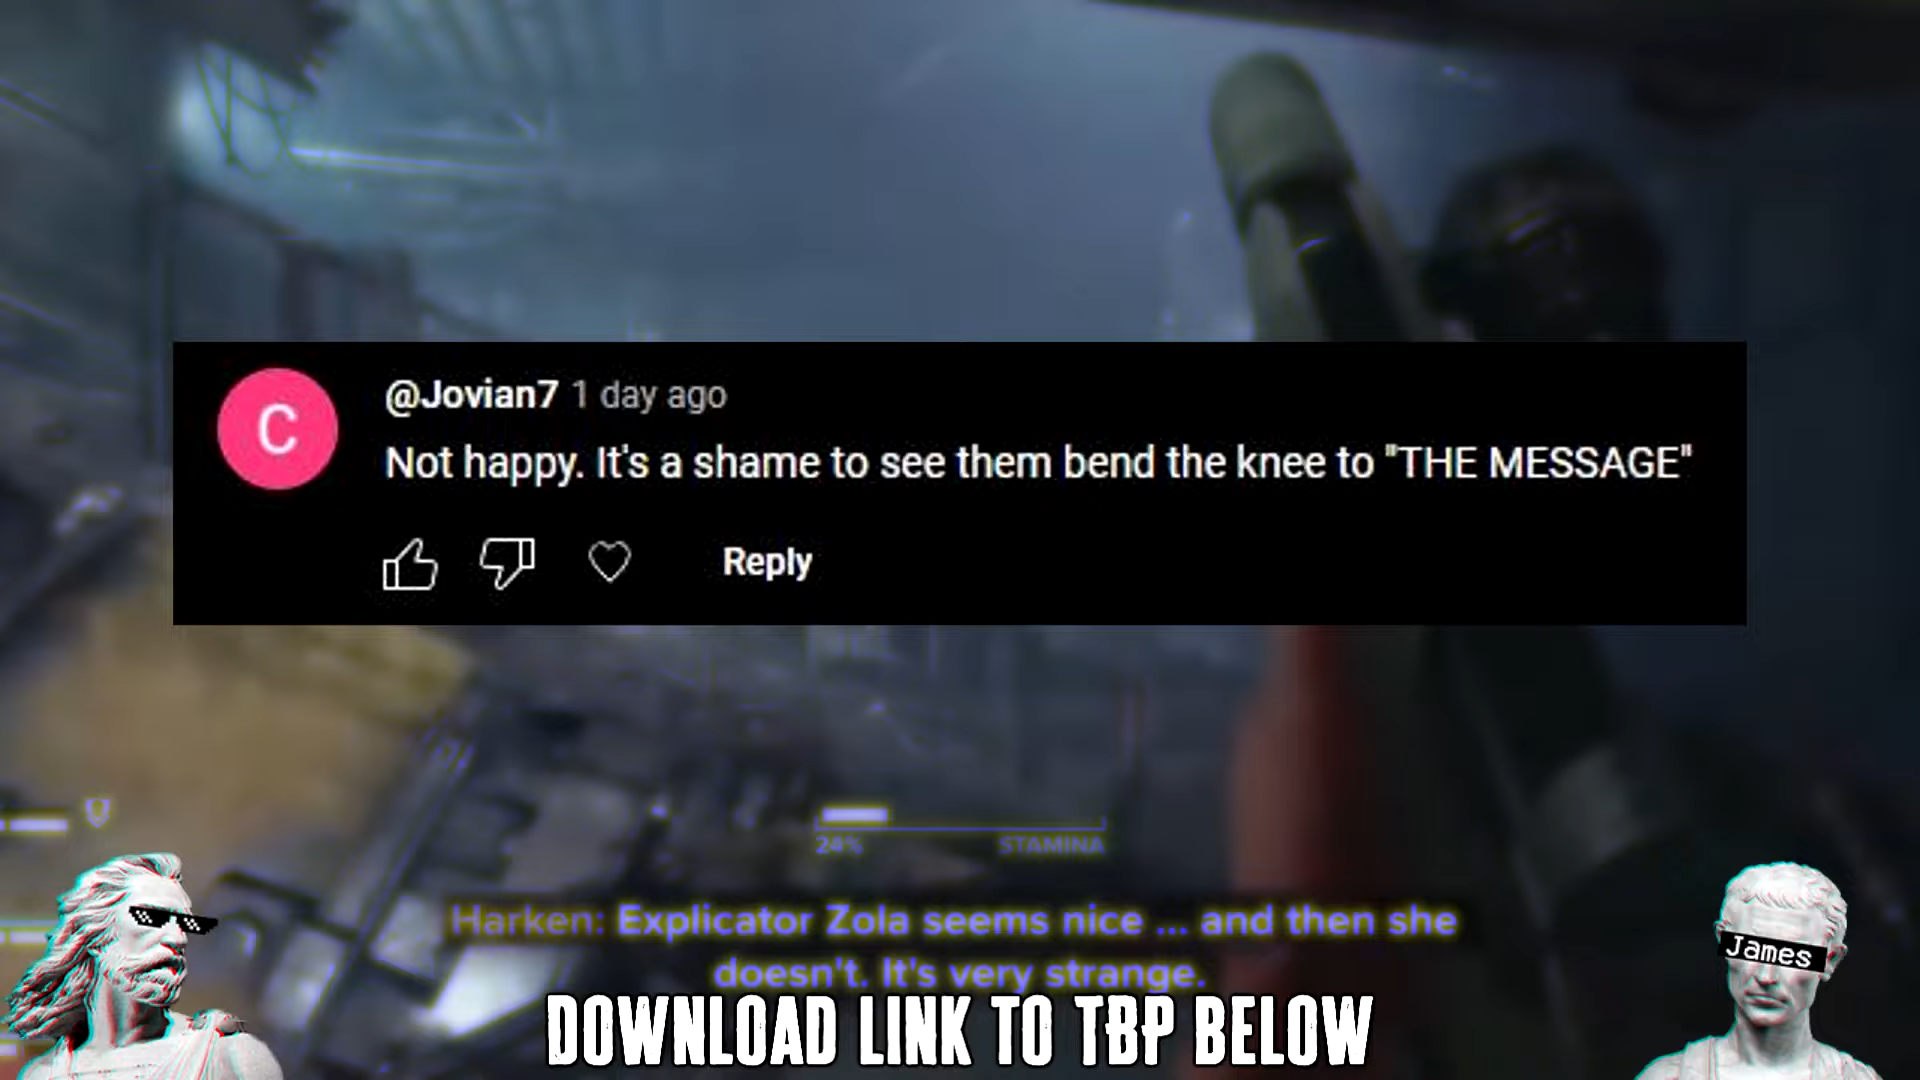 C
@Jovian7 1 day ago
Not happy. It's a shame to see them bend the knee to "THE MESSAGE"
Reply
24% STAMINA
Harken: Explicator Zola seems nice ... and then she
doesn't. It's very strange.
James
DOWNLOAD LINK TO TBP BELOW